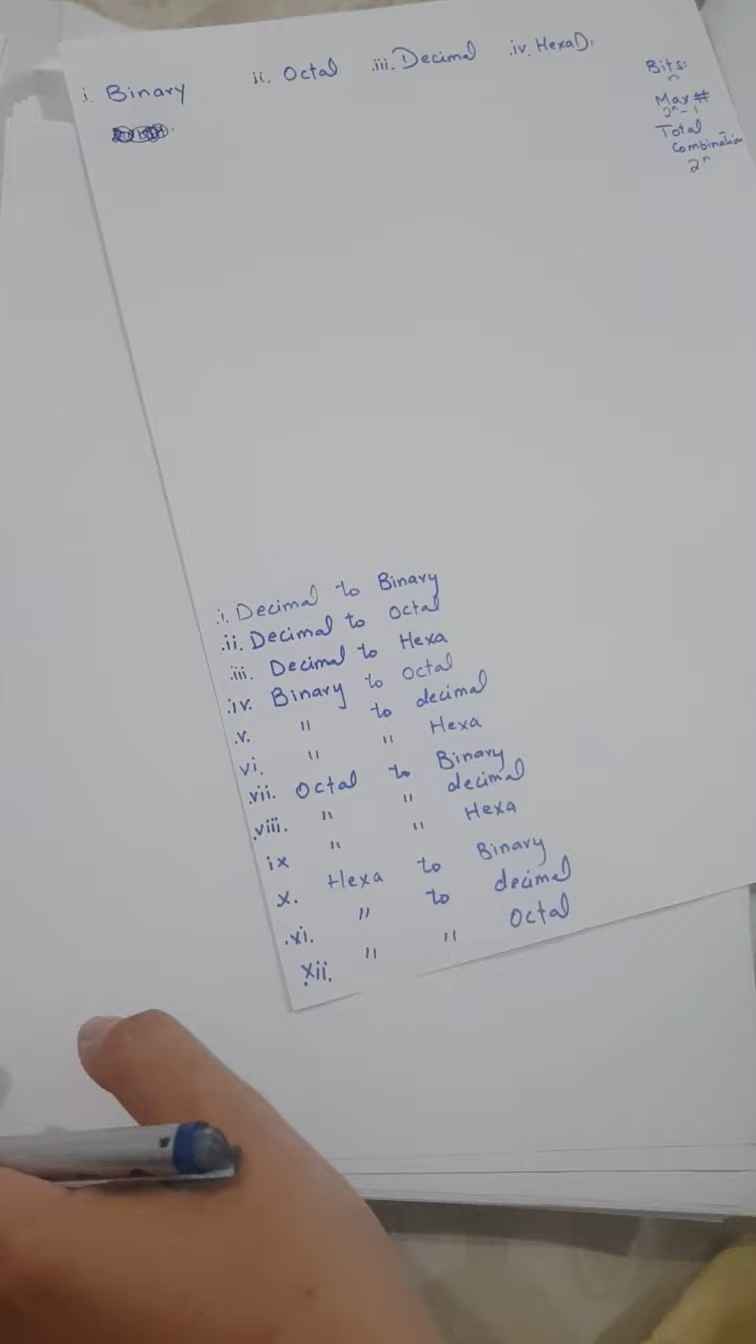 i. Binary ii. Octal iii. Decimal iv. HexaD:
Bits:
n
Max #
2ⁿ - 1
Total
Combination
2ⁿ
i. Decimal to Binary
ii. Decimal to Octal
iii. Decimal to Hexa
iv. Binary to Octal
v. " to decimal
vi. " " Hexa
vii. Octal to Binary
viii. " " decimal
ix " " Hexa
x. Hexa to Binary
xi. " to decimal
xii. " " Octal